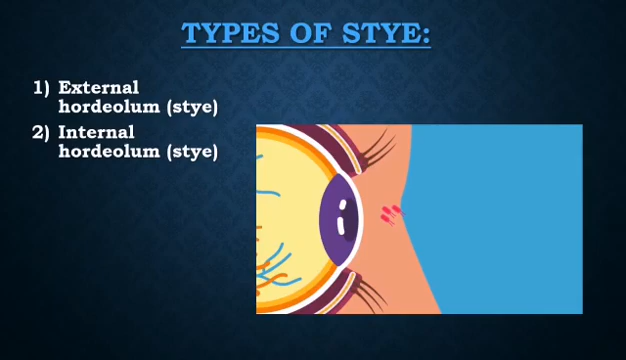 TYPES OF STYE:
1) External
hordeolum (stye)
2) Internal
hordeolum (stye)